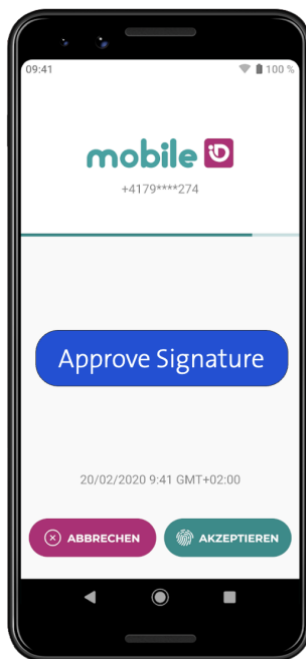 09:41 100 %
mobile ID
+4179****274
Approve Signature
20/02/2020 9:41 GMT+02:00
ABBRECHEN AKZEPTIEREN